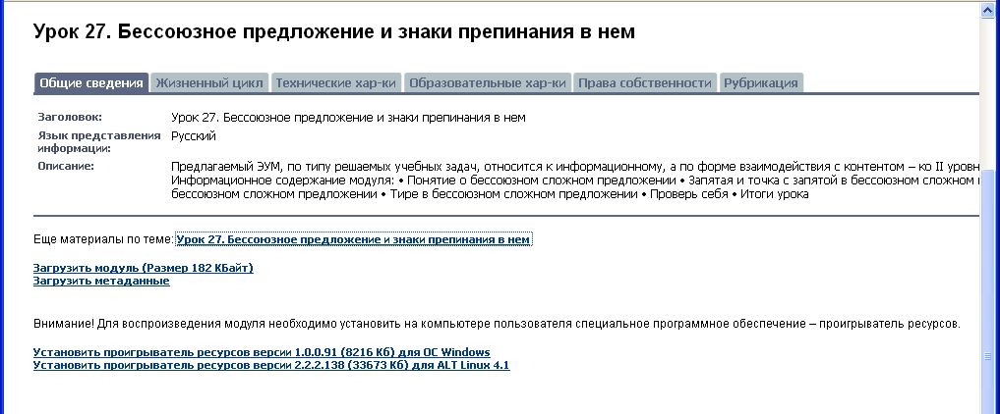 Урок 27. Бессоюзное предложение и знаки препинания в нем
Общие сведения Жизненный цикл Технические хар-ки Образовательные хар-ки Права собственности Рубрикация
Заголовок: Урок 27. Бессоюзное предложение и знаки препинания в нем
Язык представления информации: Русский
Описание: Предлагаемый ЭУМ, по типу решаемых учебных задач, относится к информационному, а по форме взаимодействия с контентом – ко II уровн
Информационное содержание модуля: • Понятие о бессоюзном сложном предложении • Запятая и точка с запятой в бессоюзном сложном
бессоюзном сложном предложении • Тире в бессоюзном сложном предложении • Проверь себя • Итоги урока
Еще материалы по теме: Урок 27. Бессоюзное предложение и знаки препинания в нем
Загрузить модуль (Размер 182 КБайт)
Загрузить метаданные
Внимание! Для воспроизведения модуля необходимо установить на компьютере пользователя специальное программное обеспечение – проигрыватель ресурсов.
Установить проигрыватель ресурсов версии 1.0.0.91 (8216 Кб) для ОС Windows
Установить проигрыватель ресурсов версии 2.2.2.138 (33673 Кб) для ALT Linux 4.1